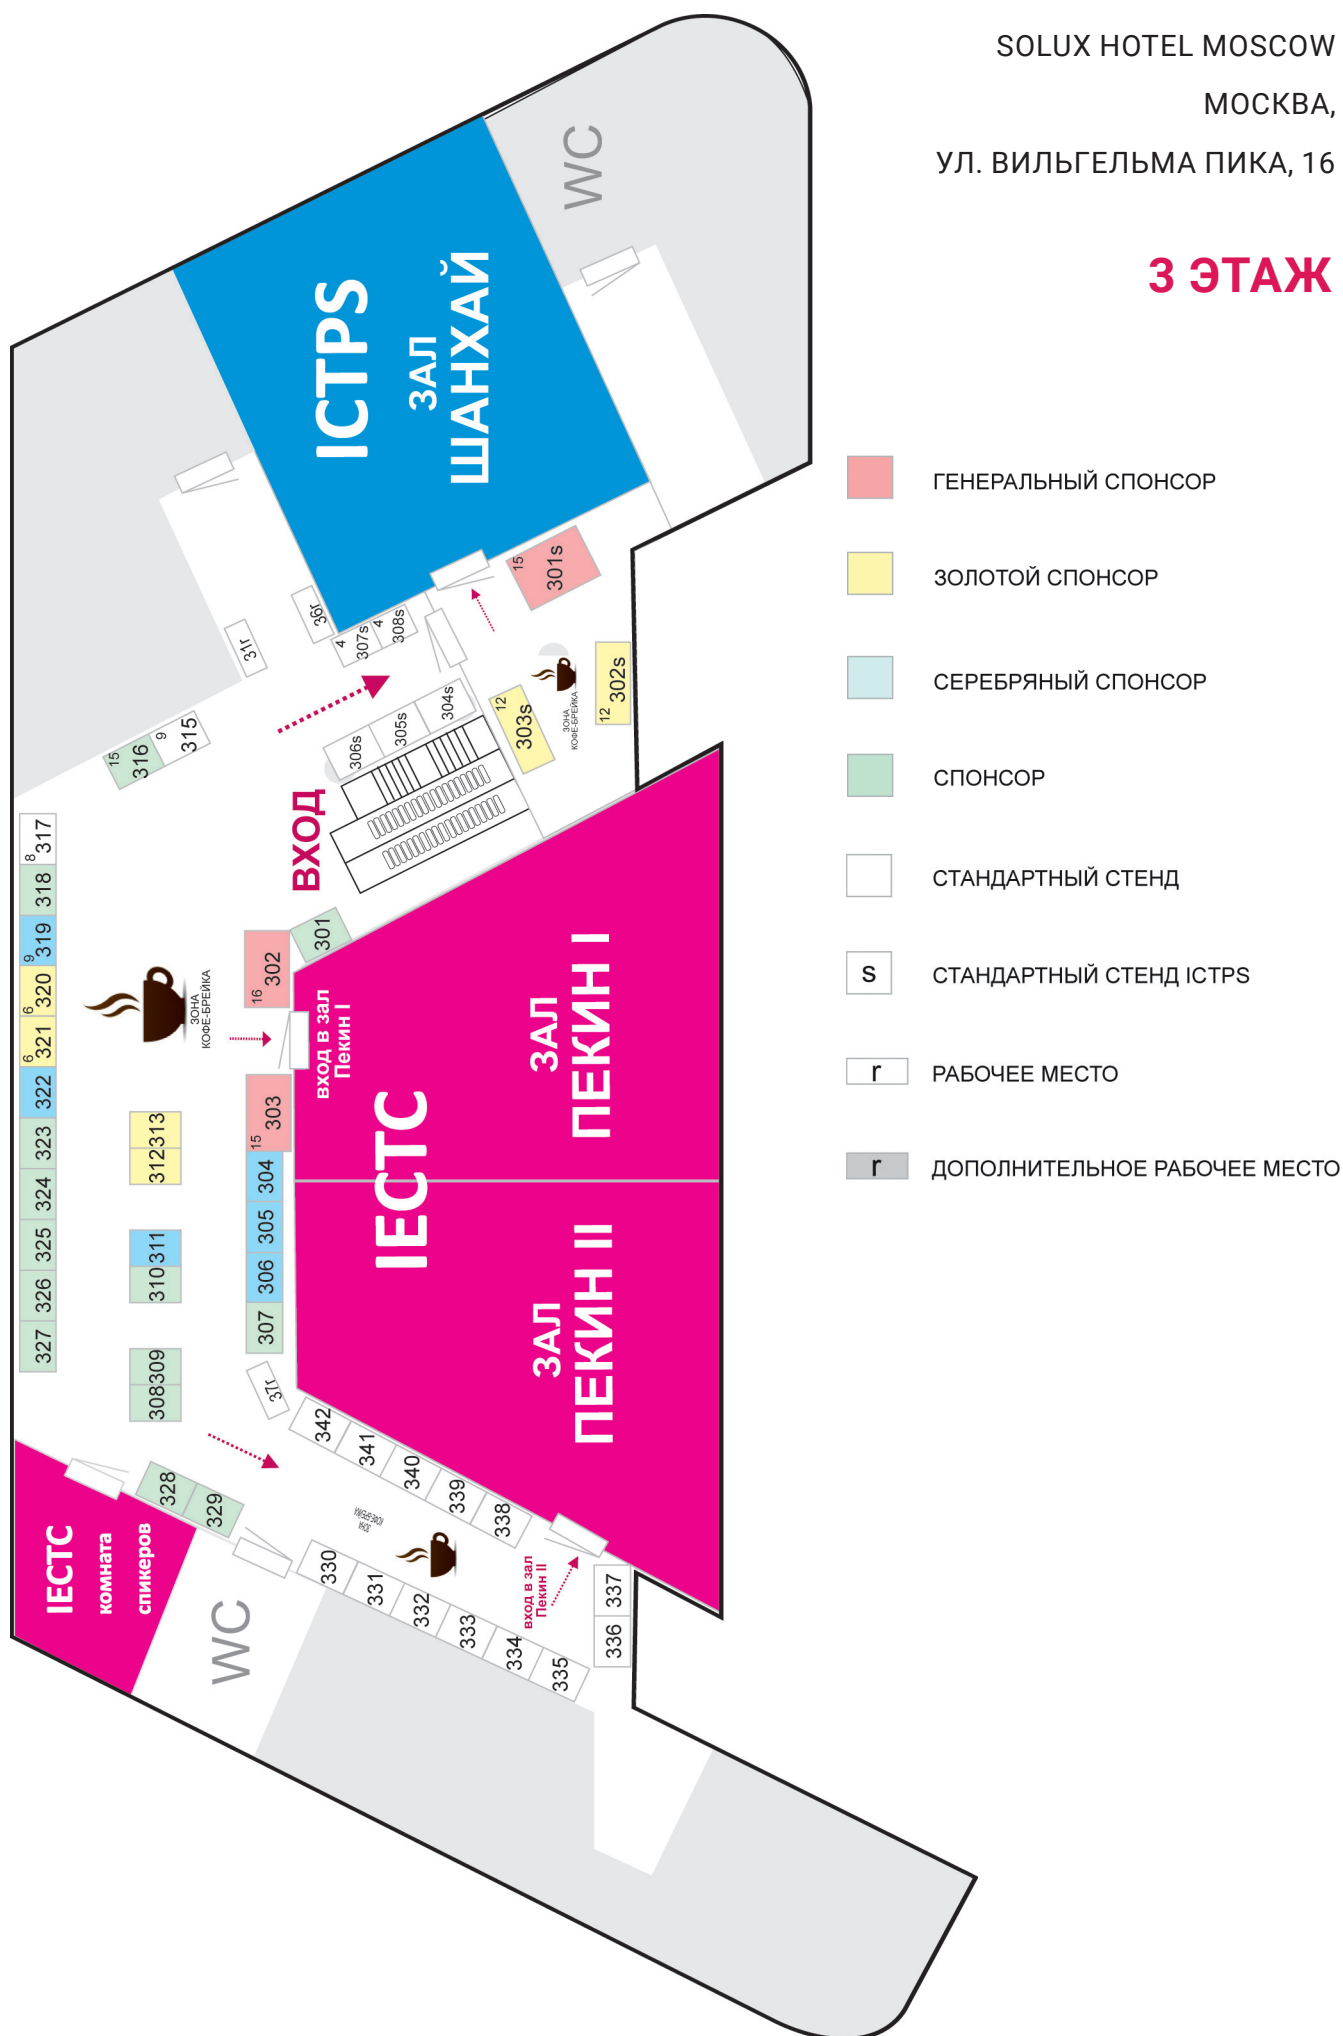 SOLUX HOTEL MOSCOW
МОСКВА,
УЛ. ВИЛЬГЕЛЬМА ПИКА, 16
3 ЭТАЖ
WC
ICTPS
ЗАЛ
ШАНХАЙ
ГЕНЕРАЛЬНЫЙ СПОНСОР
ЗОЛОТОЙ СПОНСОР
СЕРЕБРЯНЫЙ СПОНСОР
СПОНСОР
СТАНДАРТНЫЙ СТЕНД
s
СТАНДАРТНЫЙ СТЕНД ICTPS
r
РАБОЧЕЕ МЕСТО
r
ДОПОЛНИТЕЛЬНОЕ РАБОЧЕЕ МЕСТО
15
301s
36r
31r
4
307s
4
308s
12
302s
12
303s
ЗОНА
КОФЕ-БРЕЙКА
304s
305s
306s
15
316
9
315
ВХОД
8
317
318
9
319
6
320
6
321
322
323
324
325
326
327
ЗОНА
КОФЕ-БРЕЙКА
301
16
302
вход в зал
Пекин I
15
303
304
305
306
307
313
312
311
310
309
308
IECTC
ЗАЛ
ПЕКИН I
ЗАЛ
ПЕКИН II
37r
342
341
340
339
338
328
329
ЗОНА
КОФЕ-БРЕЙКА
330
331
332
333
334
335
вход в зал
Пекин II
337
336
IECTC
комната
спикеров
WC